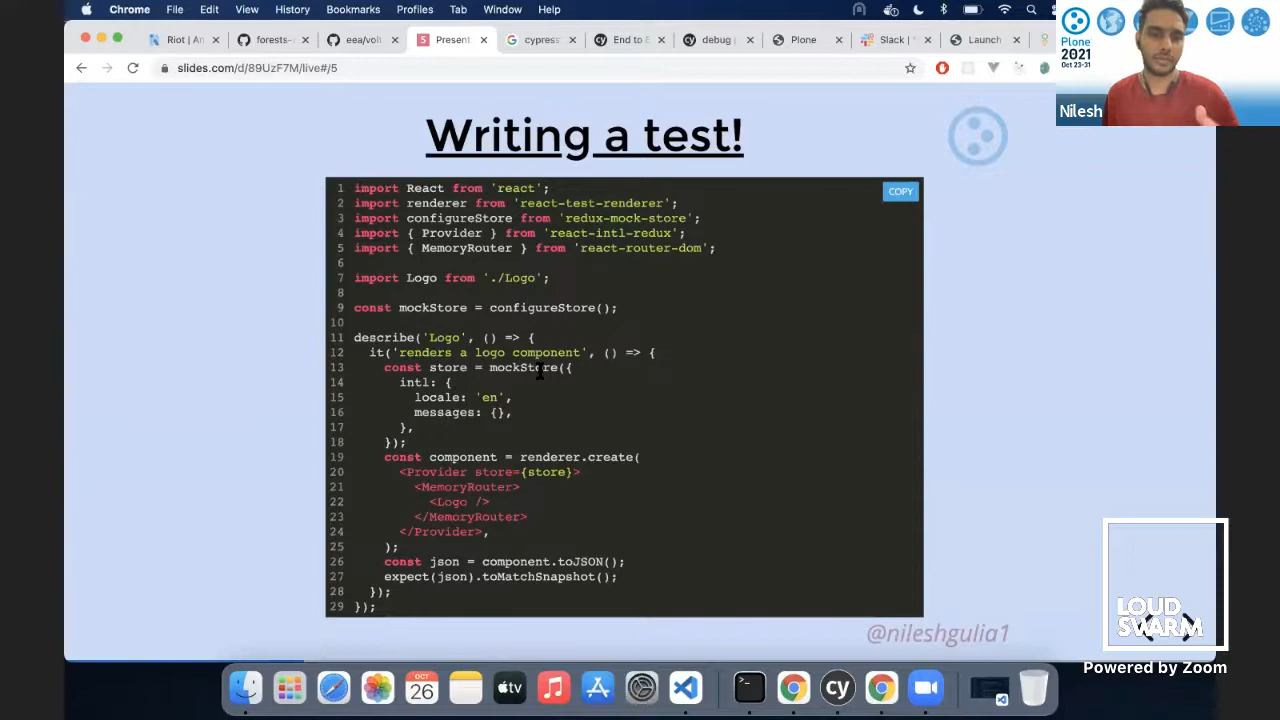 Chrome File Edit View History Bookmarks Profiles Tab Window Help
Riot | An
forests-
eea/volt
Present
cypress
End to E
debug
Plone
Slack |
Launch
slides.com/d/89UzF7M/live#/5
Plone
2021
Oct 23-31
Nilesh
Writing a test!
COPY
1 import React from 'react';
2 import renderer from 'react-test-renderer';
3 import configureStore from 'redux-mock-store';
4 import { Provider } from 'react-intl-redux';
5 import { MemoryRouter } from 'react-router-dom';
6
7 import Logo from './Logo';
8
9 const mockStore = configureStore();
10
11 describe('Logo', () => {
12 it('renders a logo component', () => {
13 const store = mockStore({
14 intl: {
15 locale: 'en',
16 messages: {},
17 },
18 });
19 const component = renderer.create(
20 <Provider store={store}>
21 <MemoryRouter>
22 <Logo />
23 </MemoryRouter>
24 </Provider>,
25 );
26 const json = component.toJSON();
27 expect(json).toMatchSnapshot();
28 });
29 });
@nileshgulia1
LOUD
SWARM
Powered by Zoom
OCT
26
tv
cy